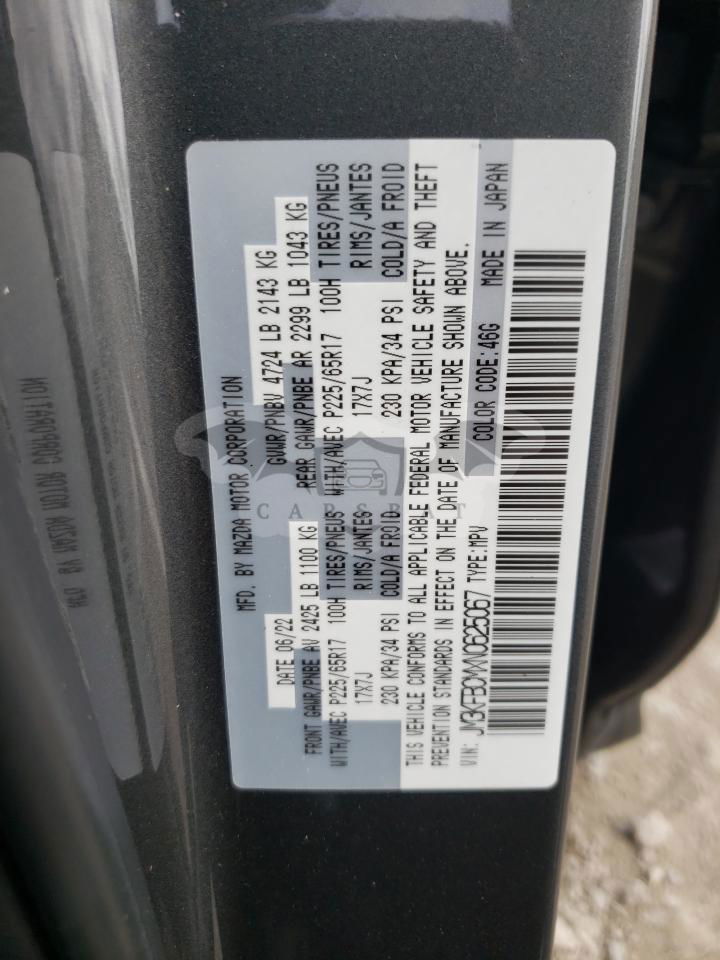 MFD. BY MAZDA MOTOR CORPORATION
DATE 06/22 GVWR/PNBV 4724 LB 2143 KG
FRONT GAWR/PNBE AV 2425 LB 1100 KG REAR GAWR/PNBE AR 2299 LB 1043 KG
WITH/AVEC P225/65R17 100H TIRES/PNEUS WITH/AVEC P225/65R17 100H TIRES/PNEUS
17X7J RIMS/JANTES 17X7J RIMS/JANTES
230 KPA/34 PSI COLD/A FROID 230 KPA/34 PSI COLD/A FROID
THIS VEHICLE CONFORMS TO ALL APPLICABLE FEDERAL MOTOR VEHICLE SAFETY AND THEFT
PREVENTION STANDARDS IN EFFECT ON THE DATE OF MANUFACTURE SHOWN ABOVE.
VIN: TYPE:MPV COLOR CODE:46G MADE IN JAPAN